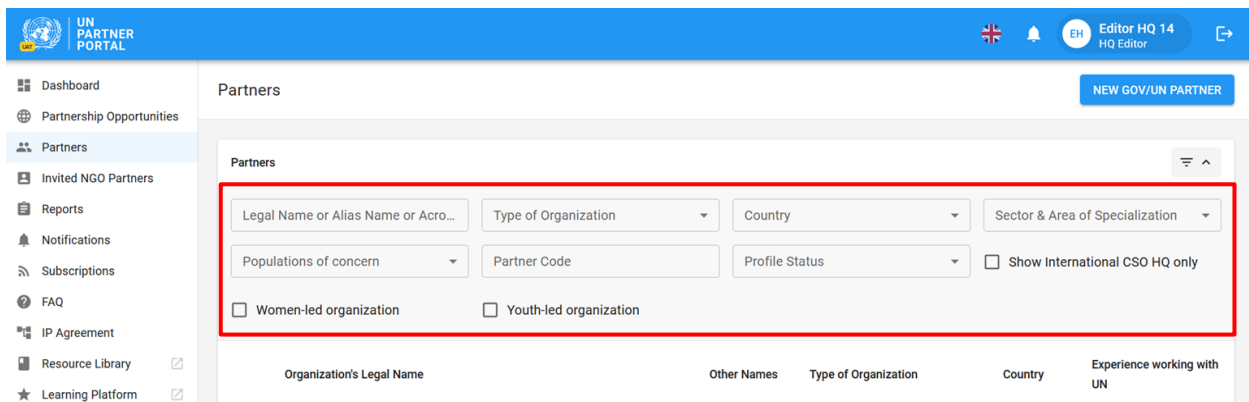 UN
PARTNER
PORTAL
UAT
EH
Editor HQ 14
HQ Editor
Dashboard
Partnership Opportunities
Partners
Invited NGO Partners
Reports
Notifications
Subscriptions
FAQ
IP Agreement
Resource Library
Learning Platform
Partners
NEW GOV/UN PARTNER
Partners
Legal Name or Alias Name or Acro...
Type of Organization
Country
Sector & Area of Specialization
Populations of concern
Partner Code
Profile Status
Show International CSO HQ only
Women-led organization
Youth-led organization
Organization's Legal Name
Other Names
Type of Organization
Country
Experience working with
UN